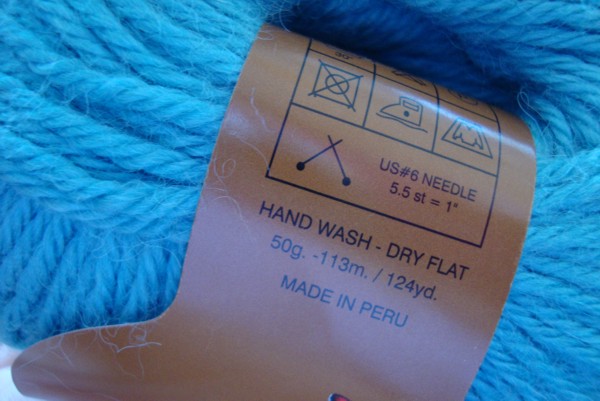 US#6 NEEDLE
5.5 st = 1"
HAND WASH - DRY FLAT
50g. -113m. / 124yd.
MADE IN PERU